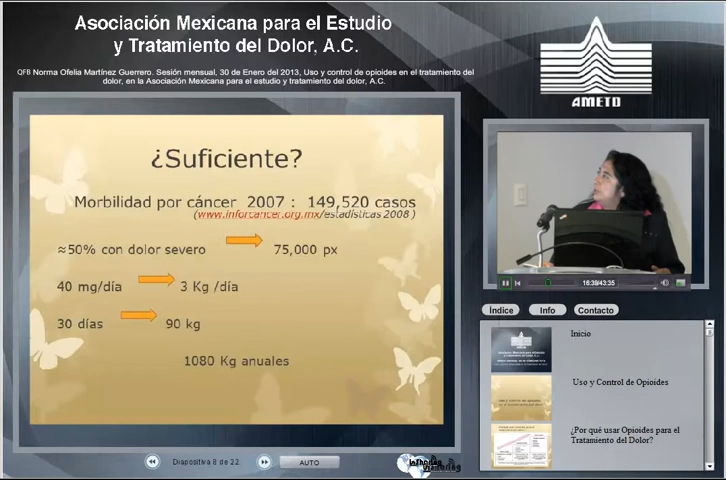 Asociación Mexicana para el Estudio
y Tratamiento del Dolor, A.C.
QFB Norma Ofelia Martínez Guerrero. Sesión mensual, 30 de Enero del 2013, Uso y control de opioides en el tratamiento del
dolor, en la Asociación Mexicana para el estudio y tratamiento del dolor, A.C.
AMETD
¿Suficiente?
Morbilidad por cáncer 2007 : 149,520 casos
(www.inforcancer.org.mx/estadísticas 2008 )
≈50% con dolor severo 75,000 px
40 mg/día 3 Kg /día
30 días 90 kg
1080 Kg anuales
16:39/43:35
Índice Info Contacto
Inicio
Uso y Control de Opioides
¿Por qué usar Opioides para el
Tratamiento del Dolor?
Diapositiva 8 de 22 AUTO